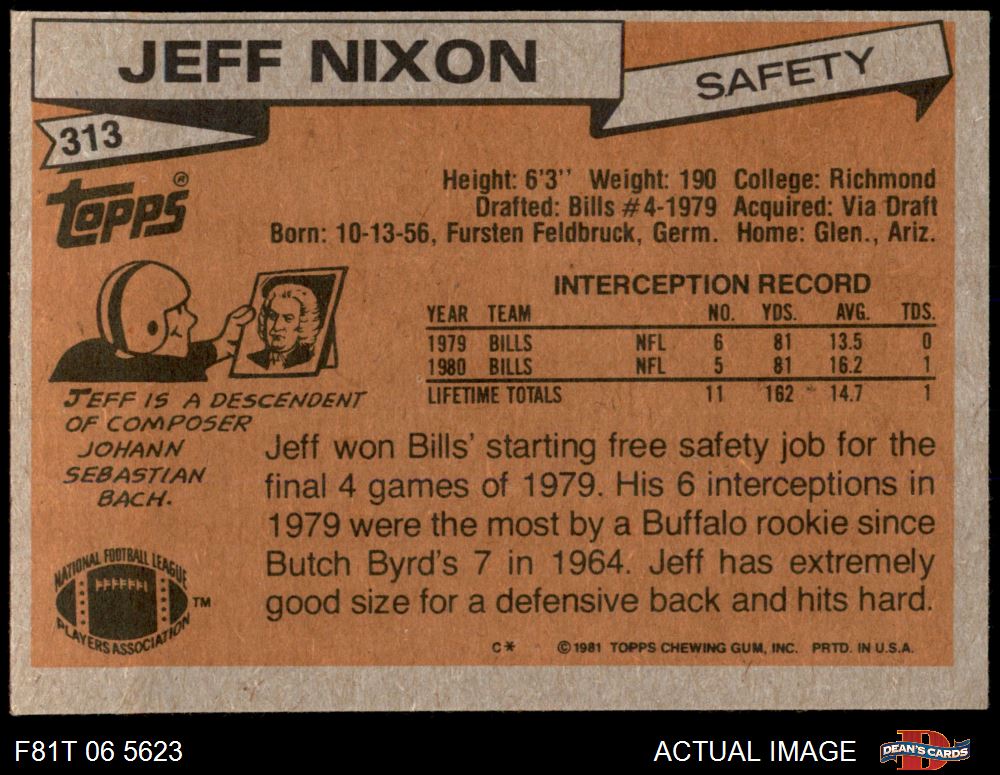 JEFF NIXON
SAFETY
313
Topps®
Height: 6'3'' Weight: 190 College: Richmond
Drafted: Bills #4-1979 Acquired: Via Draft
Born: 10-13-56, Fursten Feldbruck, Germ. Home: Glen., Ariz.
INTERCEPTION RECORD
YEAR TEAM NO. YDS. AVG. TDS.
1979 BILLS NFL 6 81 13.5 0
1980 BILLS NFL 5 81 16.2 1
LIFETIME TOTALS 11 162 14.7 1
JEFF IS A DESCENDENT
OF COMPOSER
JOHANN
SEBASTIAN
BACH.
Jeff won Bills' starting free safety job for the
final 4 games of 1979. His 6 interceptions in
1979 were the most by a Buffalo rookie since
Butch Byrd's 7 in 1964. Jeff has extremely
good size for a defensive back and hits hard.
NATIONAL FOOTBALL LEAGUE
PLAYERS ASSOCIATION
TM
C* ©1981 TOPPS CHEWING GUM, INC. PRTD. IN U.S.A.
F81T 06 5623
ACTUAL IMAGE
D
DEAN'S CARDS